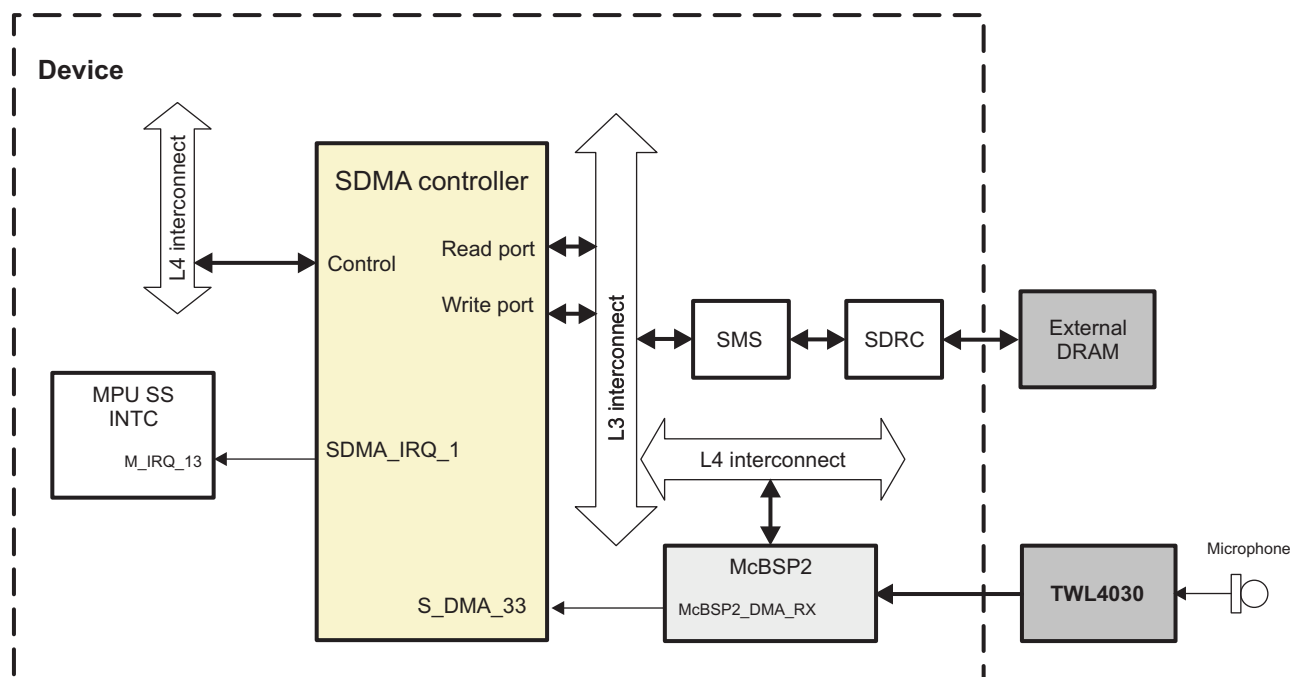 Device
L4 interconnect
SDMA controller
Read port
Control
Write port
L3 interconnect
SMS
SDRC
External
DRAM
MPU SS
INTC
M_IRQ_13
SDMA_IRQ_1
L4 interconnect
McBSP2
Microphone
S_DMA_33
McBSP2_DMA_RX
TWL4030